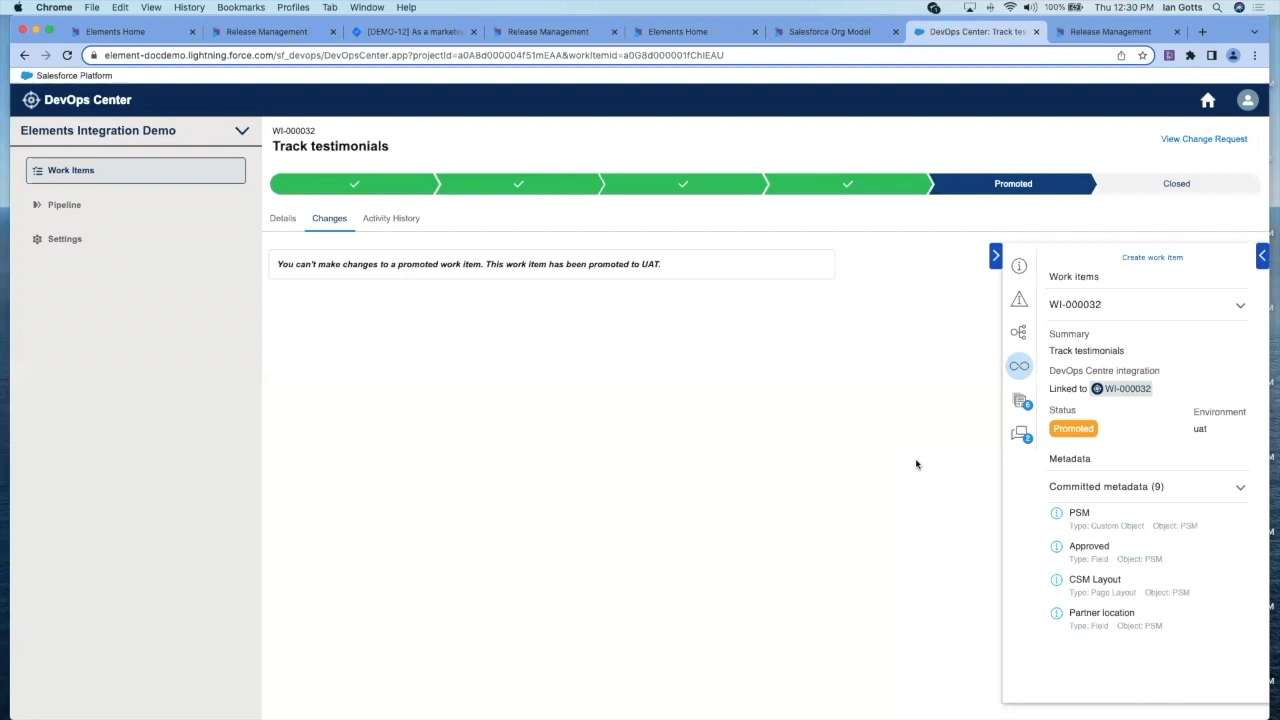 Chrome File Edit View History Bookmarks Profiles Tab Window Help
100% Thu 12:30 PM Ian Gotts
Elements Home
Release Management
[DEMO-12] As a marketin
Release Management
Elements Home
Salesforce Org Model
DevOps Center: Track tes
Release Management
element-docdemo.lightning.force.com/sf_devops/DevOpsCenter.app?projectId=a0A8d000004f51mEAA&workItemId=a0G8d000001fChIEAU
Salesforce Platform
DevOps Center
Elements Integration Demo
Work Items
Pipeline
Settings
WI-000032
Track testimonials
View Change Request
Promoted
Closed
Details
Changes
Activity History
You can't make changes to a promoted work item. This work item has been promoted to UAT.
Create work item
Work items
WI-000032
Summary
Track testimonials
DevOps Centre integration
Linked to WI-000032
Status
Environment
Promoted
uat
6
2
Metadata
Committed metadata (9)
PSM
Type: Custom Object Object: PSM
Approved
Type: Field Object: PSM
CSM Layout
Type: Page Layout Object: PSM
Partner location
Type: Field Object: PSM